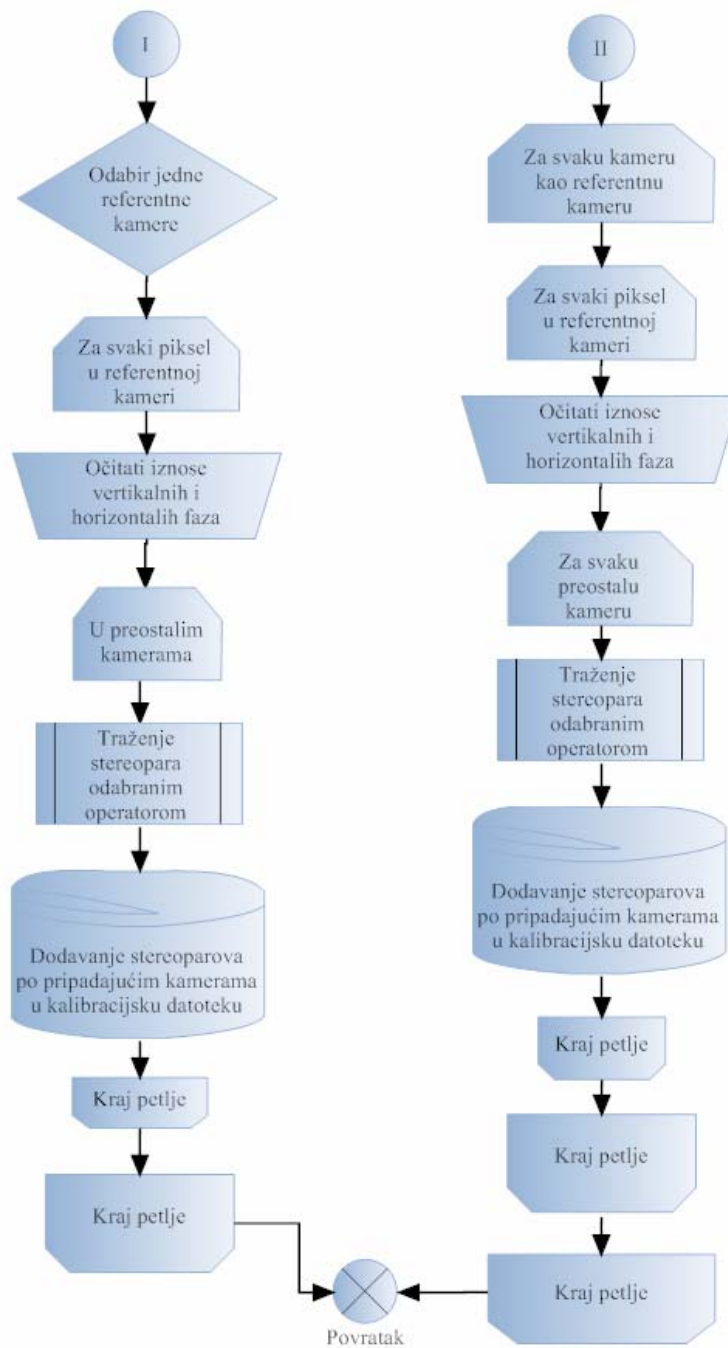 I
Odabir jedne
referentne
kamere
Za svaki piksel
u referentnoj
kameri
Očitati iznose
vertikalnih i
horizontalih faza
U preostalim
kamerama
Traženje
stereopara
odabranim
operatorom
Dodavanje stereoparova
po pripadajućim kamerama
u kalibracijsku datoteku
Kraj petlje
Kraj petlje
II
Za svaku kameru
kao referentnu
kameru
Za svaki piksel
u referentnoj
kameri
Očitati iznose
vertikalnih i
horizontalih faza
Za svaku
preostalu
kameru
Traženje
stereopara
odabranim
operatorom
Dodavanje stereoparova
po pripadajućim kamerama
u kalibracijsku datoteku
Kraj petlje
Kraj petlje
Kraj petlje
Povratak